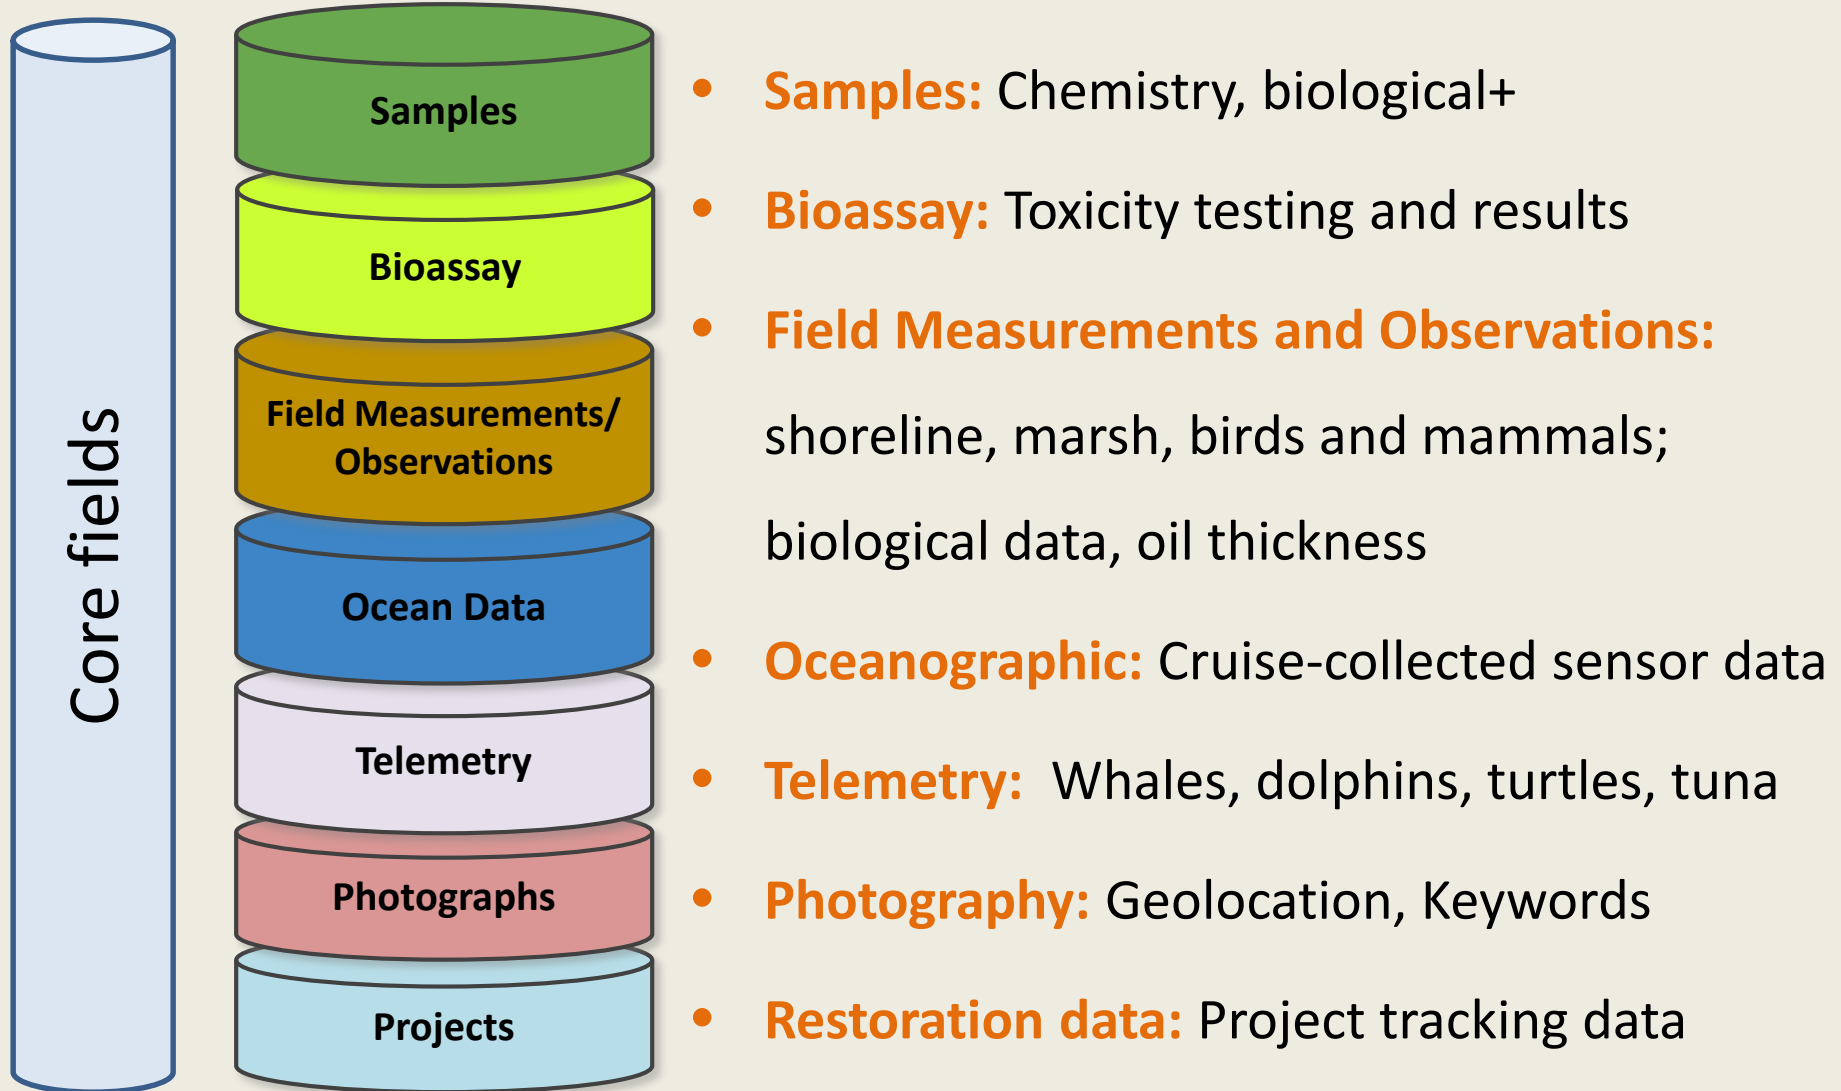 Core fields
Samples
Bioassay
Field Measurements/
Observations
Ocean Data
Telemetry
Photographs
Projects
• Samples: Chemistry, biological+
• Bioassay: Toxicity testing and results
• Field Measurements and Observations:
shoreline, marsh, birds and mammals;
biological data, oil thickness
• Oceanographic: Cruise-collected sensor data
• Telemetry: Whales, dolphins, turtles, tuna
• Photography: Geolocation, Keywords
• Restoration data: Project tracking data